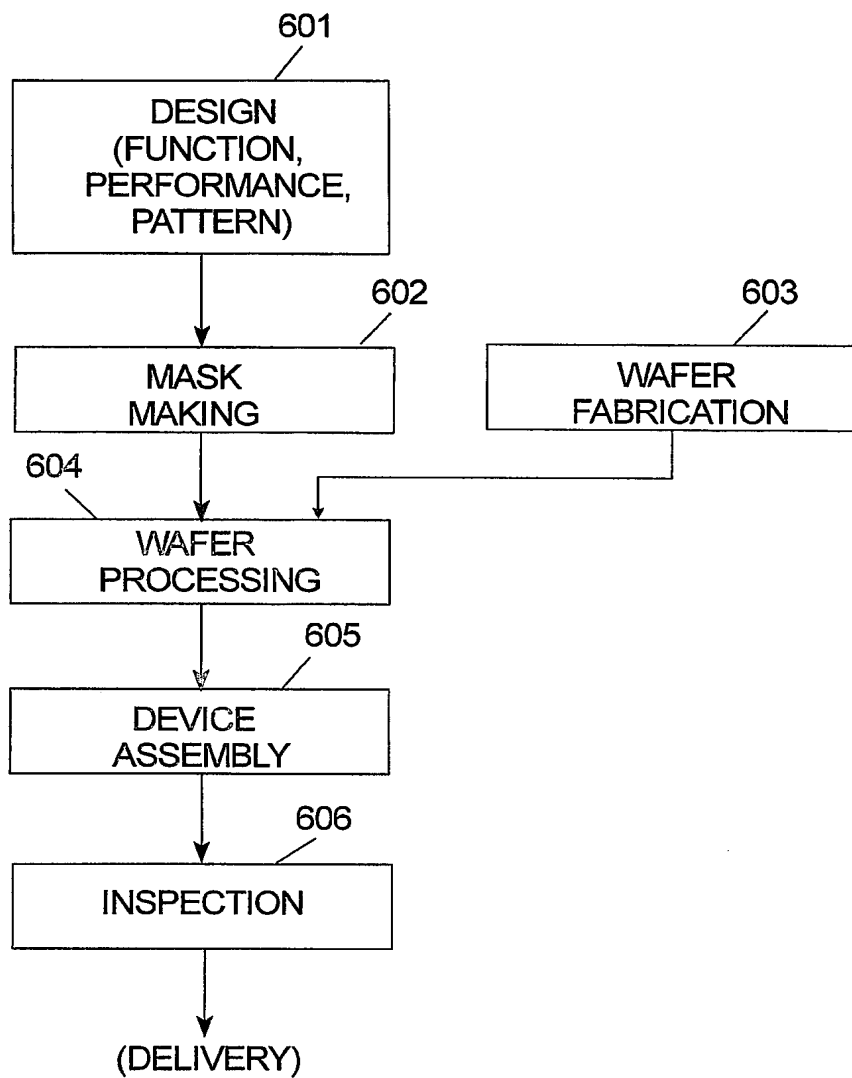 601
DESIGN
(FUNCTION,
PERFORMANCE,
PATTERN)
602
MASK
MAKING
603
WAFER
FABRICATION
604
WAFER
PROCESSING
605
DEVICE
ASSEMBLY
606
INSPECTION
(DELIVERY)